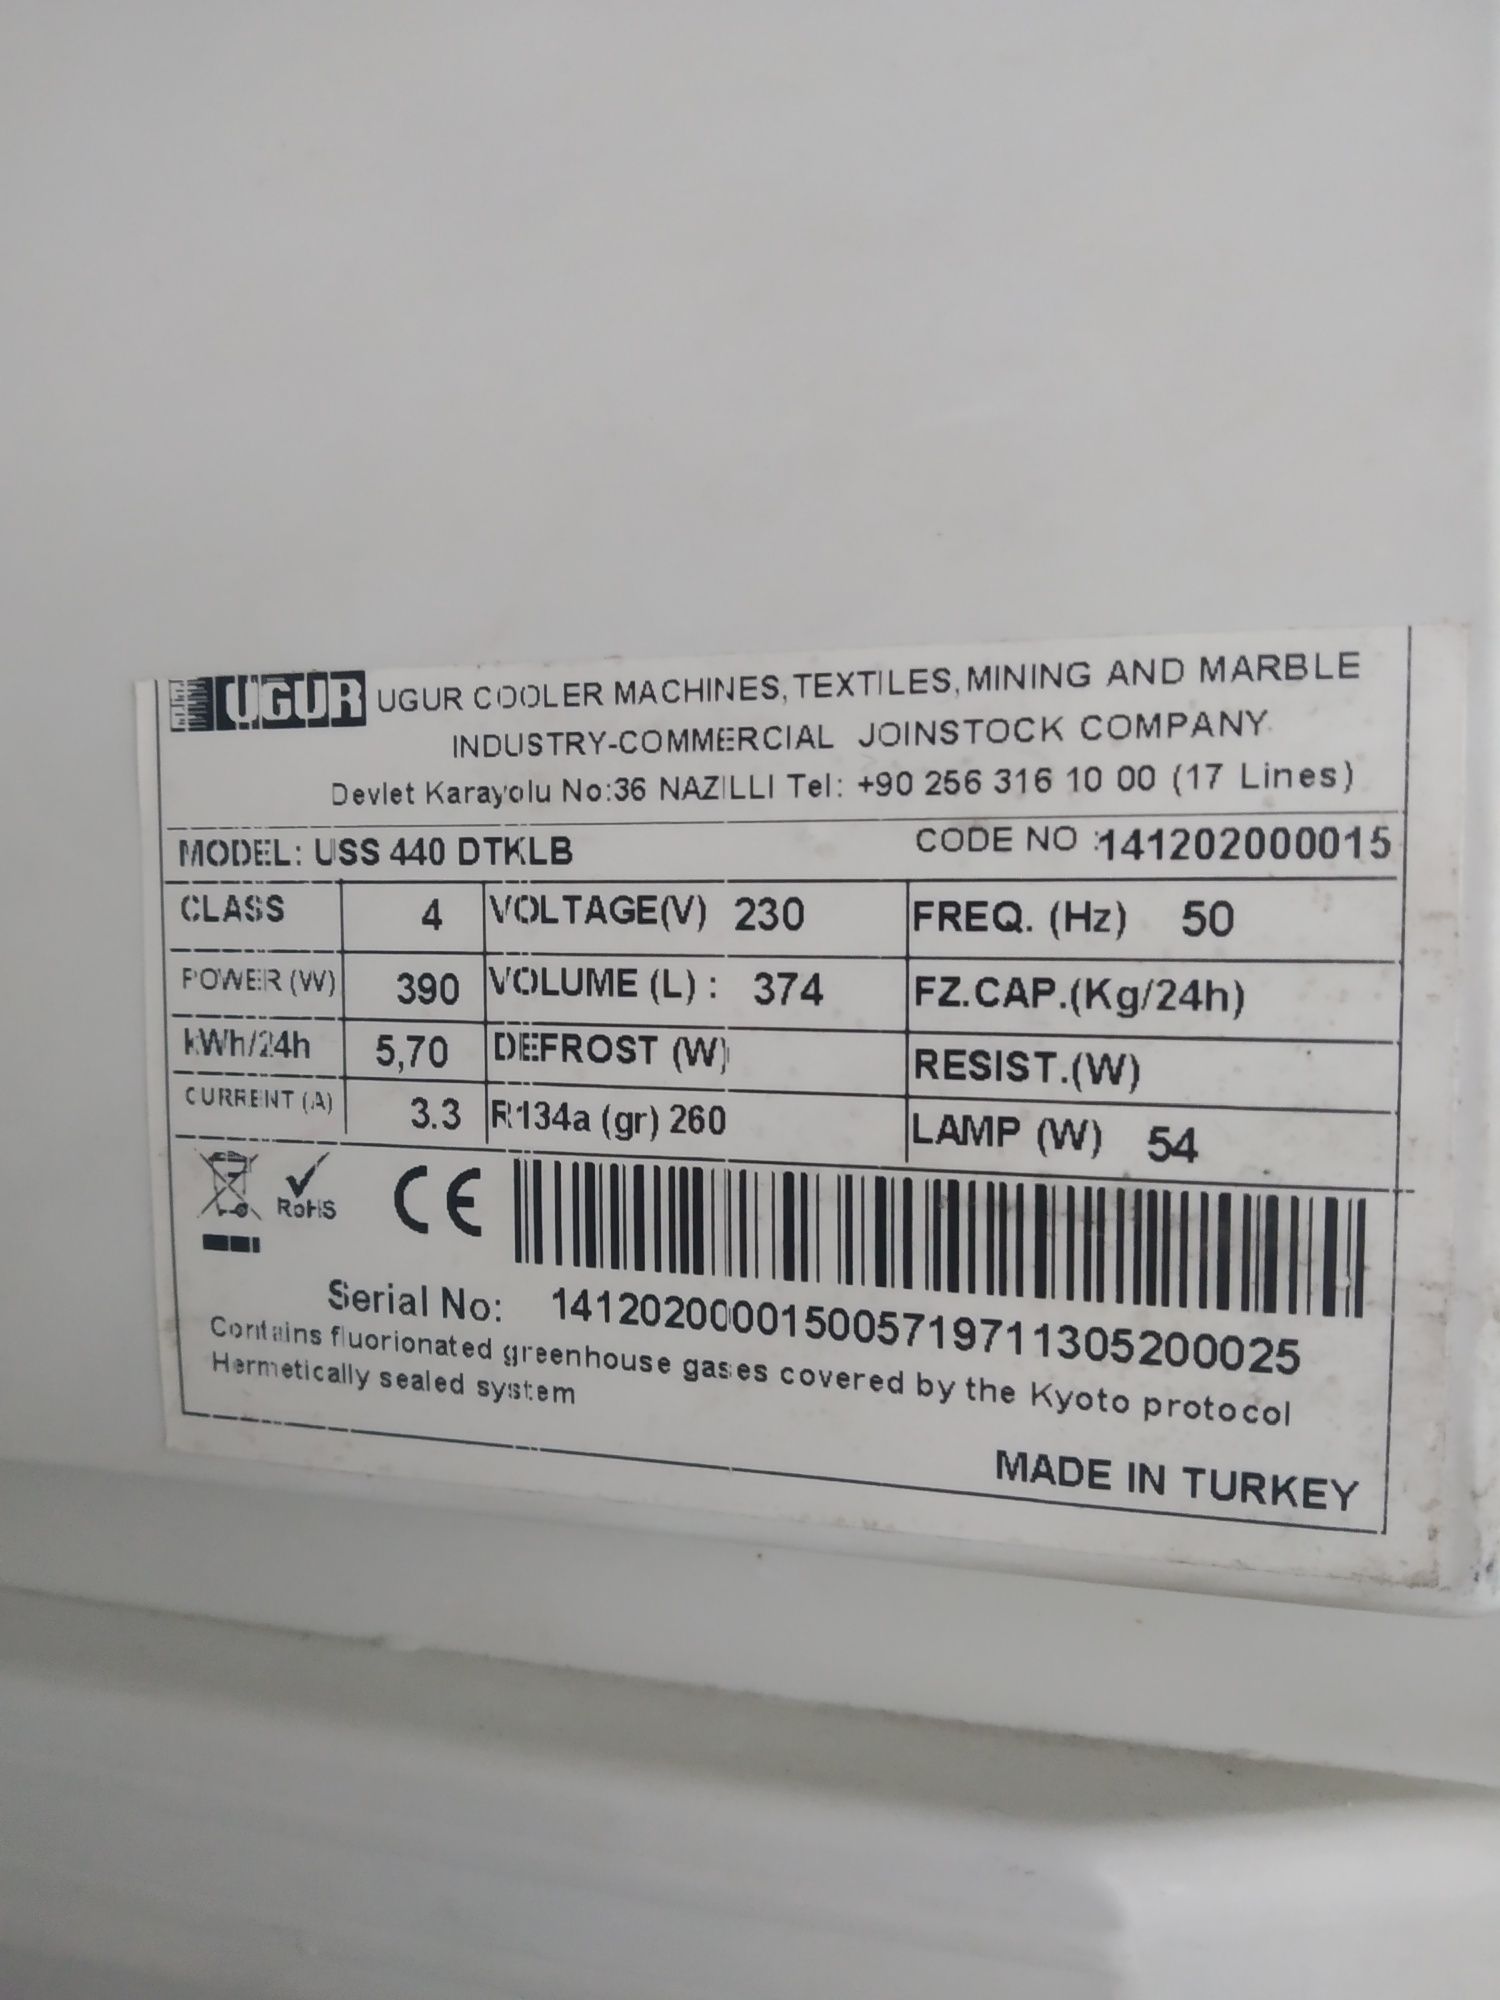 UGUR UGUR COOLER MACHINES, TEXTILES, MINING AND MARBLE
INDUSTRY-COMMERCIAL JOINSTOCK COMPANY.
Devlet Karayolu No:36 NAZILLI Tel: +90 256 316 10 00 (17 Lines)
MODEL: USS 440 DTKLB CODE NO :141202000015
CLASS 4 VOLTAGE(V) 230 FREQ. (Hz) 50
POWER (W) 390 VOLUME (L) : 374 FZ.CAP.(Kg/24h)
kWh/24h 5,70 DEFROST (W) RESIST.(W)
CURRENT (A) 3.3 R134a (gr) 260 LAMP (W) 54
RoHS CE
Serial No: 141202000015005719711305200025
Contains fluorionated greenhouse gases covered by the Kyoto protocol
Hermetically sealed system
MADE IN TURKEY